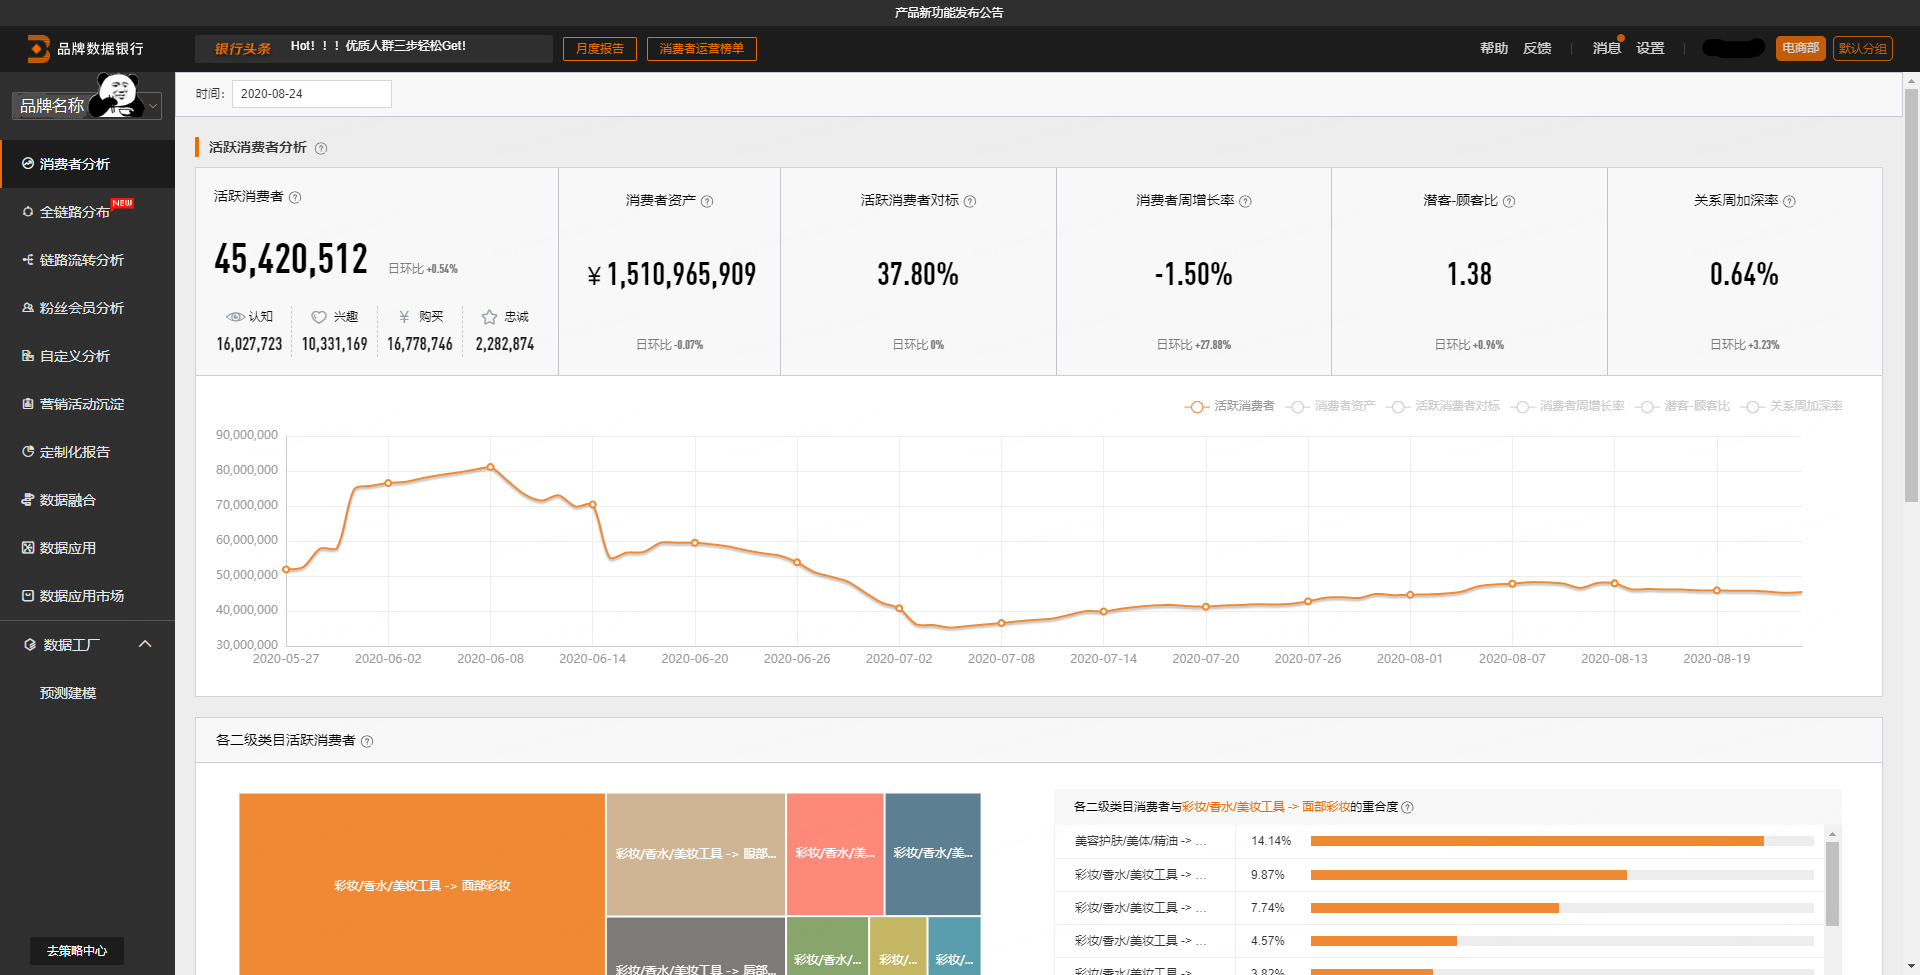 产品新功能发布公告
品牌数据银行
银行头条 Hot！！！优质人群三步轻松Get!
月度报告
消费者运营榜单
帮助 反馈 消息 设置
电商部
默认分组
品牌名称
消费者分析
全链路分布 NEW
链路流转分析
粉丝会员分析
自定义分析
营销活动沉淀
定制化报告
数据融合
数据应用
数据应用市场
数据工厂
预测建模
去策略中心
时间: 2020-08-24
活跃消费者分析
活跃消费者
45,420,512 日环比 +0.54%
认知 兴趣 购买 忠诚
16,027,723 10,331,169 16,778,746 2,282,874
消费者资产
¥ 1,510,965,909
日环比 -0.07%
活跃消费者对标
37.80%
日环比 0%
消费者周增长率
-1.50%
日环比 +27.88%
潜客-顾客比
1.38
日环比 +0.96%
关系周加深率
0.64%
日环比 +3.23%
活跃消费者 消费者资产 活跃消费者对标 消费者周增长率 潜客-顾客比 关系周加深率
90,000,000
80,000,000
70,000,000
60,000,000
50,000,000
40,000,000
30,000,000
2020-05-27 2020-06-02 2020-06-08 2020-06-14 2020-06-20 2020-06-26 2020-07-02 2020-07-08 2020-07-14 2020-07-20 2020-07-26 2020-08-01 2020-08-07 2020-08-13 2020-08-19
各二级类目活跃消费者
彩妆/香水/美妆工具 -> 面部彩妆
彩妆/香水/美妆工具 -> 眼部...
彩妆/香水/美...
彩妆/香水/美...
彩妆/香水/美妆工具 -> 唇部...
彩妆/香水/...
彩妆/...
彩妆/...
各二级类目消费者与彩妆/香水/美妆工具 -> 面部彩妆的重合度
美容护肤/美体/精油 -> ... 14.14%
彩妆/香水/美妆工具 -> ... 9.87%
彩妆/香水/美妆工具 -> ... 7.74%
彩妆/香水/美妆工具 -> ... 4.57%
彩妆/香水/美妆工具 -> ... 3.82%